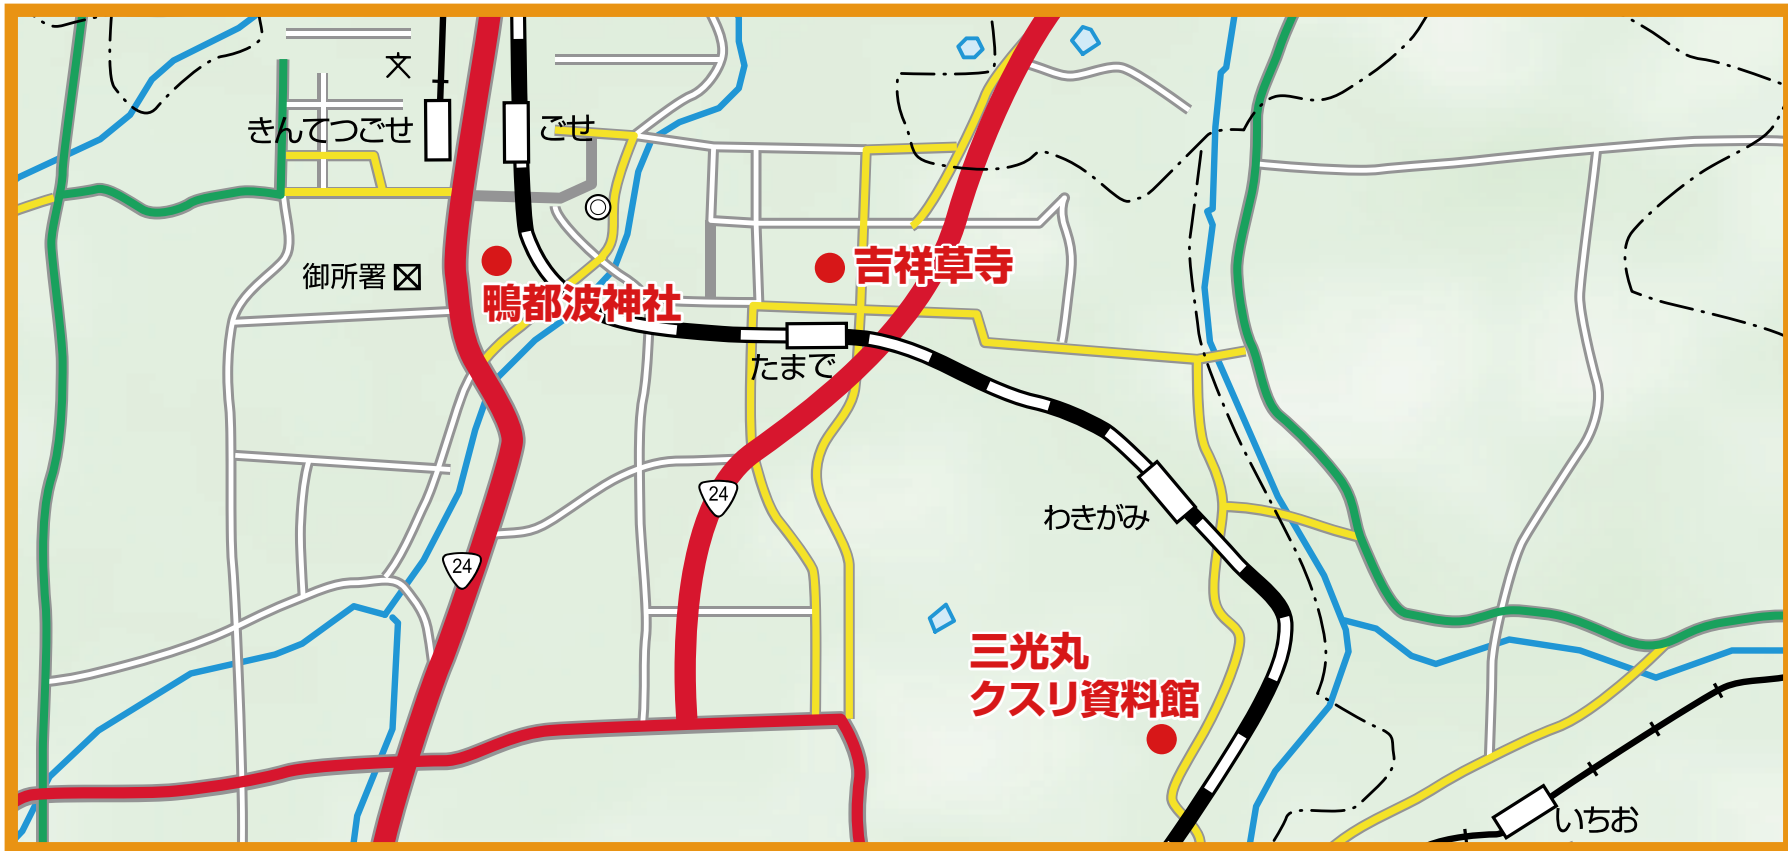 文
きんてつごせ
ごせ
御所署
鴨都波神社
吉祥草寺
たまで
24
24
わきがみ
三光丸
クスリ資料館
いちお